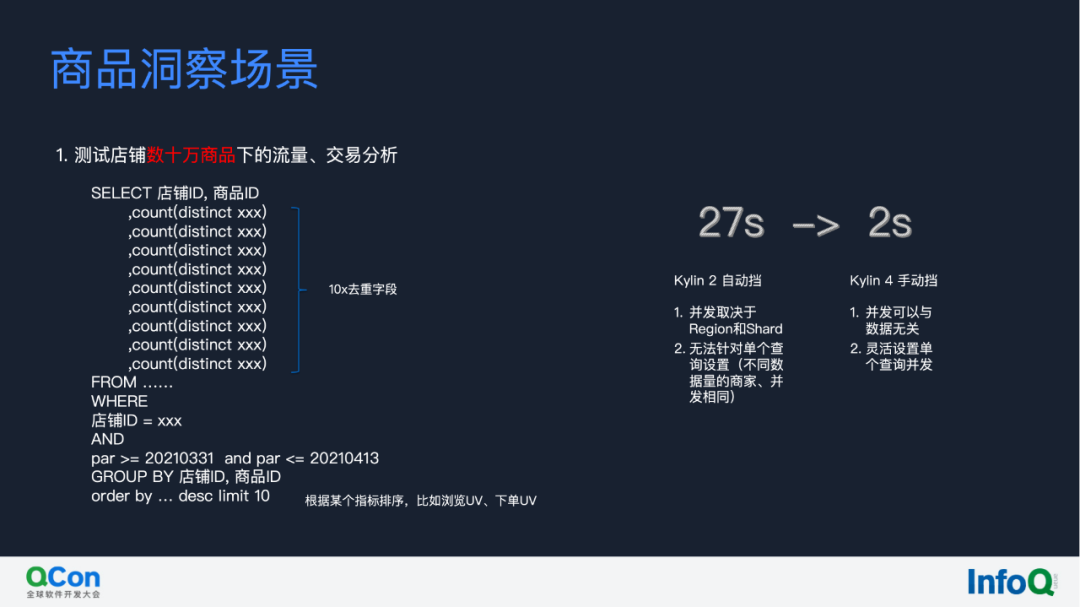 商品洞察场景
1. 测试店铺数十万商品下的流量、交易分析
SELECT 店铺ID, 商品ID
,count(distinct xxx)
,count(distinct xxx)
,count(distinct xxx)
,count(distinct xxx)
,count(distinct xxx)
,count(distinct xxx)
,count(distinct xxx)
,count(distinct xxx)
,count(distinct xxx)
10x去重字段
FROM ……
WHERE
店铺ID = xxx
AND
par >= 20210331 and par <= 20210413
GROUP BY 店铺ID, 商品ID
order by ... desc limit 10
根据某个指标排序，比如浏览UV、下单UV
27s –> 2s
Kylin 2 自动挡
1. 并发取决于
Region和Shard
2. 无法针对单个查
询设置（不同数
据量的商家、并
发相同）
Kylin 4 手动挡
1. 并发可以与
数据无关
2. 灵活设置单
个查询并发
QCon
全球软件开发大会
InfoQ